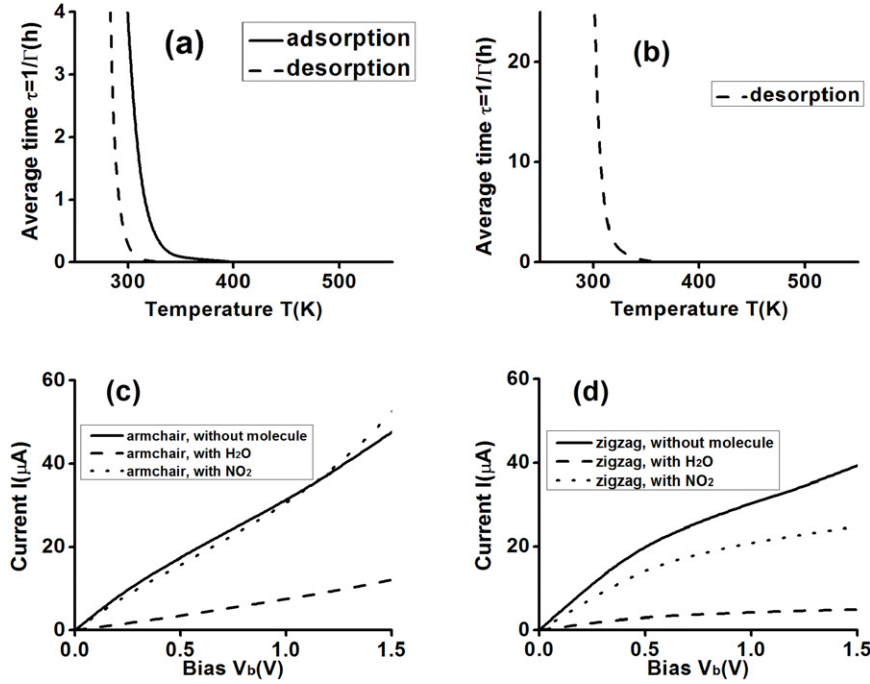 (a)
adsorption
desorption
Average time τ=1/Γ(h)
4
3
2
1
0
300 400 500
Temperature T(K)
(b)
desorption
Average time τ=1/Γ(h)
20
10
0
300 400 500
Temperature T(K)
(c)
armchair, without molecule
armchair, with H₂O
armchair, with NO₂
Current I(μA)
60
40
20
0
0.0 0.5 1.0 1.5
Bias Vb(V)
(d)
zigzag, without molecule
zigzag, with H₂O
zigzag, with NO₂
Current I(μA)
60
40
20
0
0.0 0.5 1.0 1.5
Bias Vb(V)